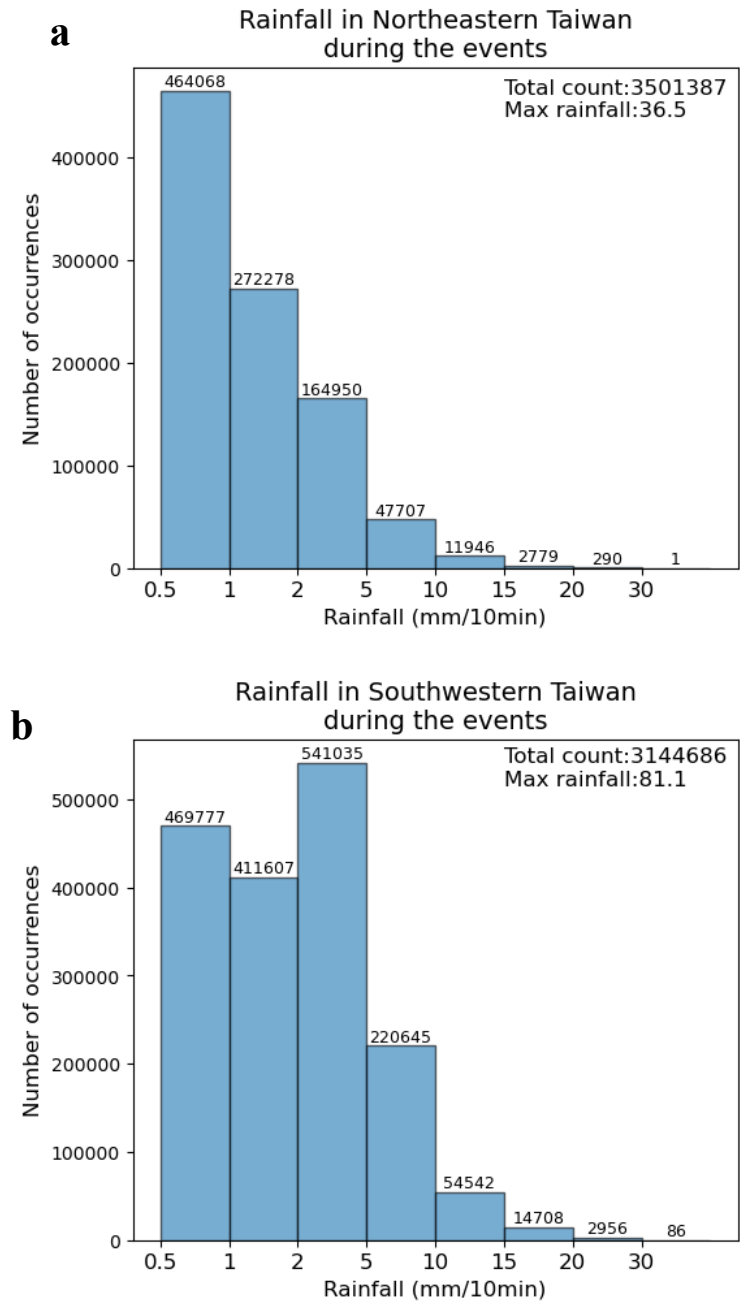 a
Rainfall in Northeastern Taiwan
during the events
Total count:3501387
Max rainfall:36.5
464068
272278
164950
47707
11946
2779
290
1
400000
300000
200000
100000
0
Number of occurrences
0.5 1 2 5 10 15 20 30
Rainfall (mm/10min)
b
Rainfall in Southwestern Taiwan
during the events
Total count:3144686
Max rainfall:81.1
469777
411607
541035
220645
54542
14708
2956
86
500000
400000
300000
200000
100000
0
Number of occurrences
0.5 1 2 5 10 15 20 30
Rainfall (mm/10min)